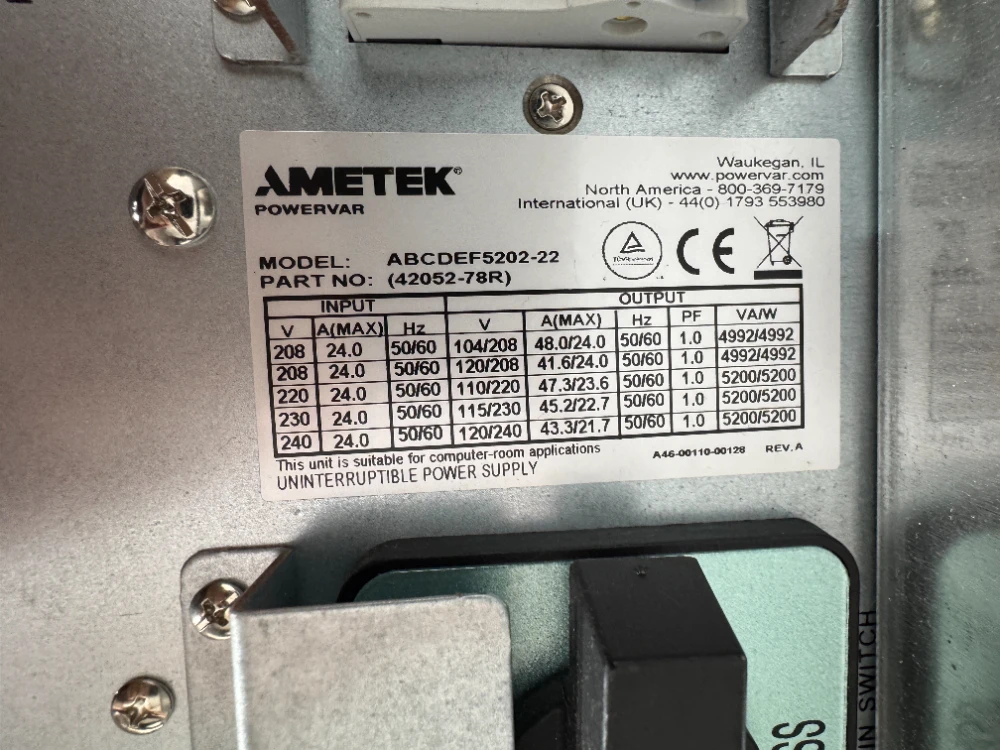 AMETEK®
POWERVAR
Waukegan, IL
www.powervar.com
North America - 800-369-7179
International (UK) - 44(0) 1793 553980
MODEL: ABCDEF5202-22
PART NO: (42052-78R)
CE
INPUT OUTPUT
V A(MAX) Hz V A(MAX) Hz PF VA/W
208 24.0 50/60 104/208 48.0/24.0 50/60 1.0 4992/4992
208 24.0 50/60 120/208 41.6/24.0 50/60 1.0 4992/4992
220 24.0 50/60 110/220 47.3/23.6 50/60 1.0 5200/5200
230 24.0 50/60 115/230 45.2/22.7 50/60 1.0 5200/5200
240 24.0 50/60 120/240 43.3/21.7 50/60 1.0 5200/5200
This unit is suitable for computer-room applications
A46-00110-00128 REV. A
UNINTERRUPTIBLE POWER SUPPLY
SWITCH